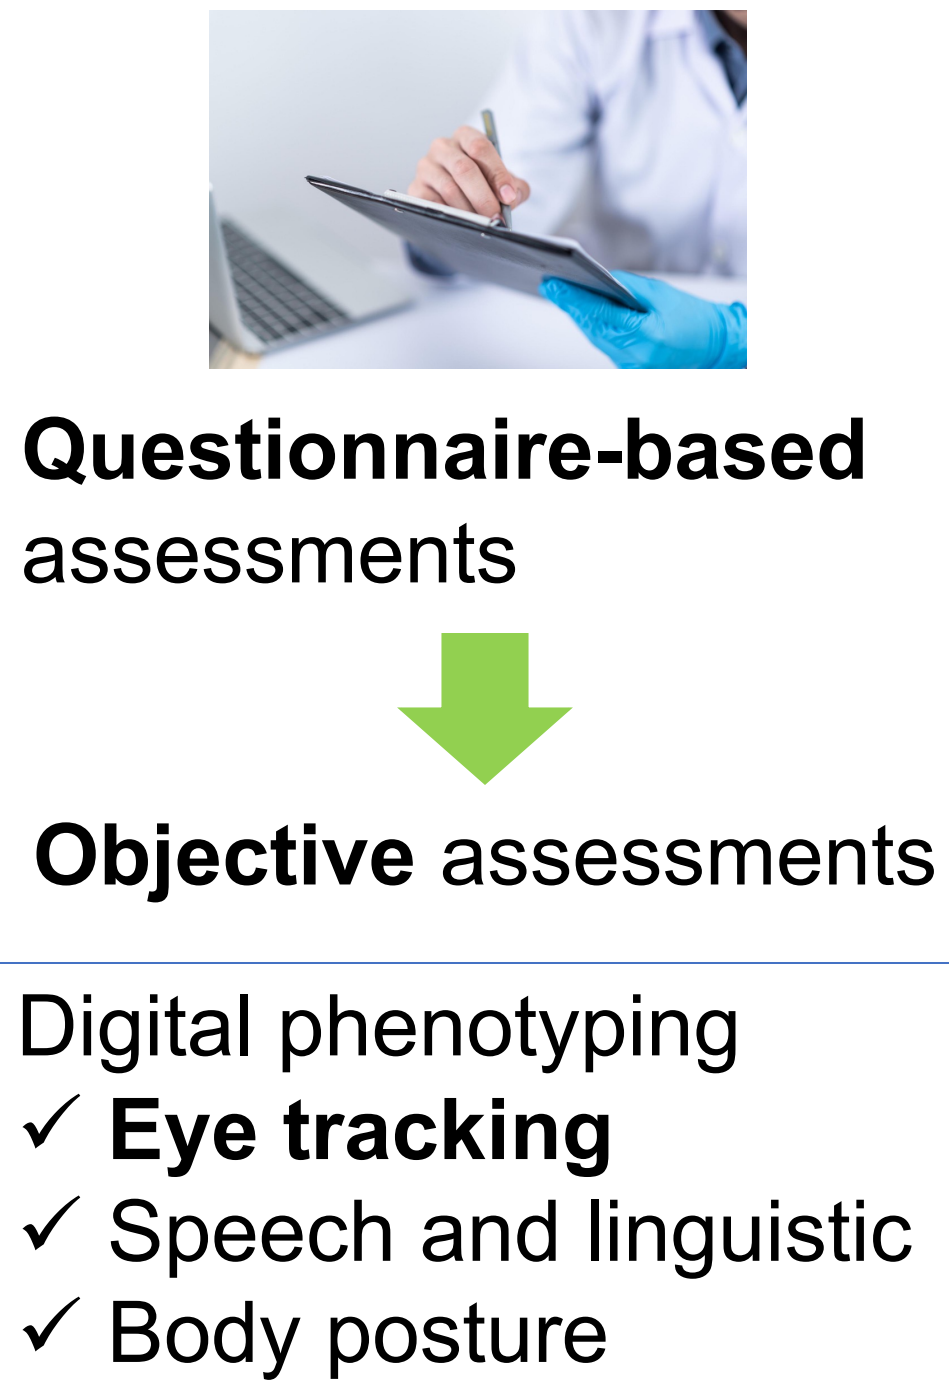 Questionnaire-based
assessments
Objective assessments
Digital phenotyping
✓ Eye tracking
✓ Speech and linguistic
✓ Body posture